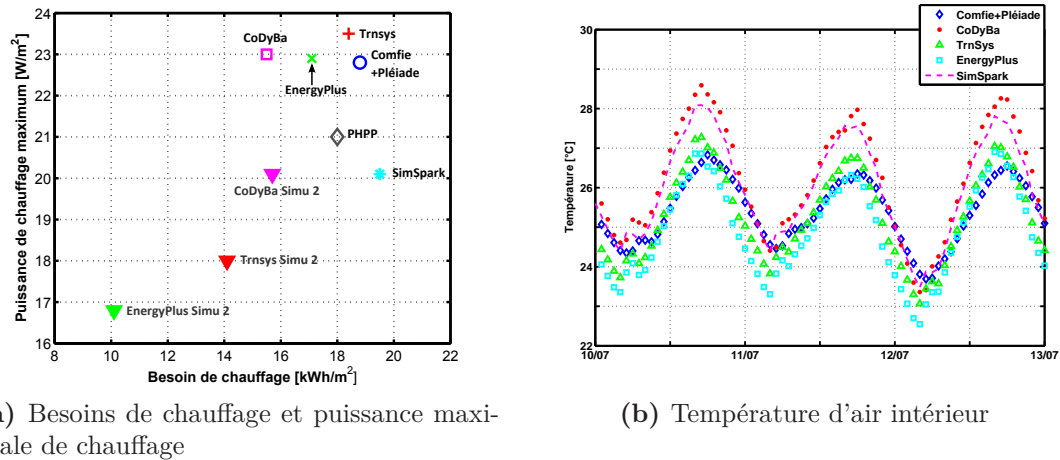 24
23
22
21
20
19
18
17
16
8
10
12
14
16
18
20
22
Puissance de chauffage maximum [W/m²]
Besoin de chauffage [kWh/m²]
CoDyBa
Trnsys
Comfie
+Pléiade
EnergyPlus
PHPP
SimSpark
CoDyBa Simu 2
Trnsys Simu 2
EnergyPlus Simu 2
) Besoins de chauffage et puissance maxi-
ale de chauffage
Comfie+Pléiade
CoDyBa
TrnSys
EnergyPlus
SimSpark
30
28
26
24
22
Température [°C]
10/07
11/07
12/07
13/07
(b) Température d'air intérieur